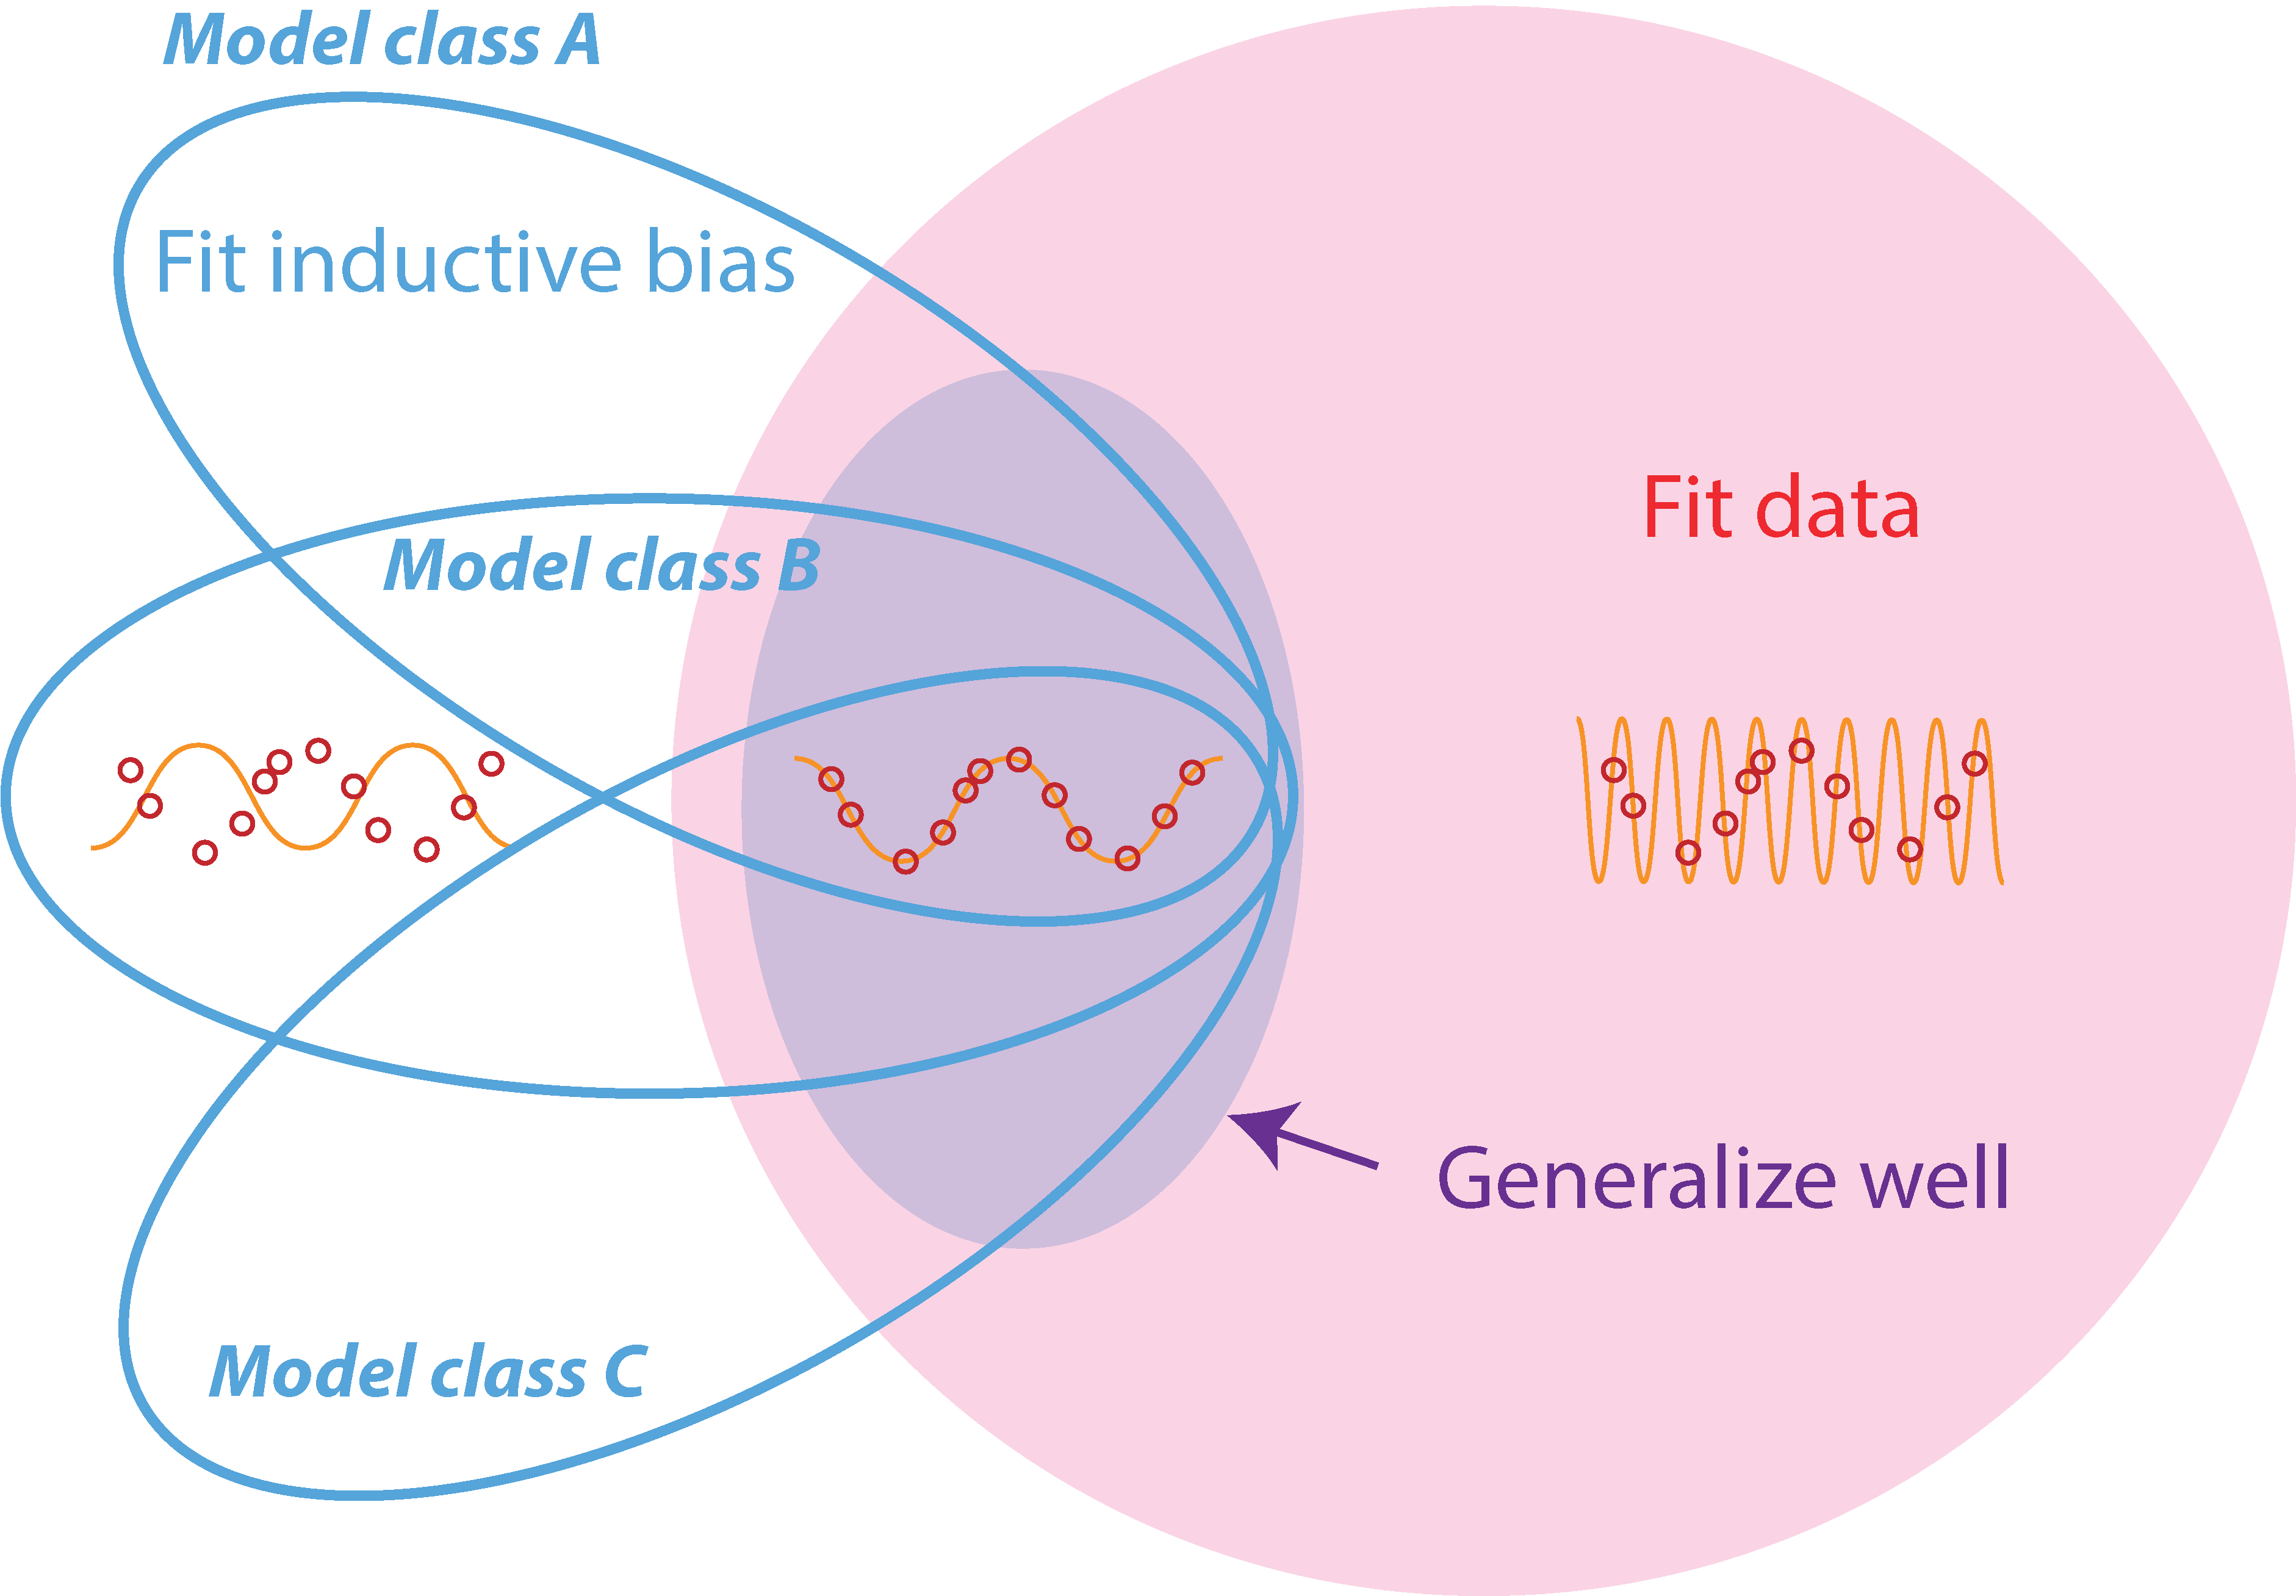 Model class A
Fit inductive bias
Fit data
Model class B
Generalize well
Model class C